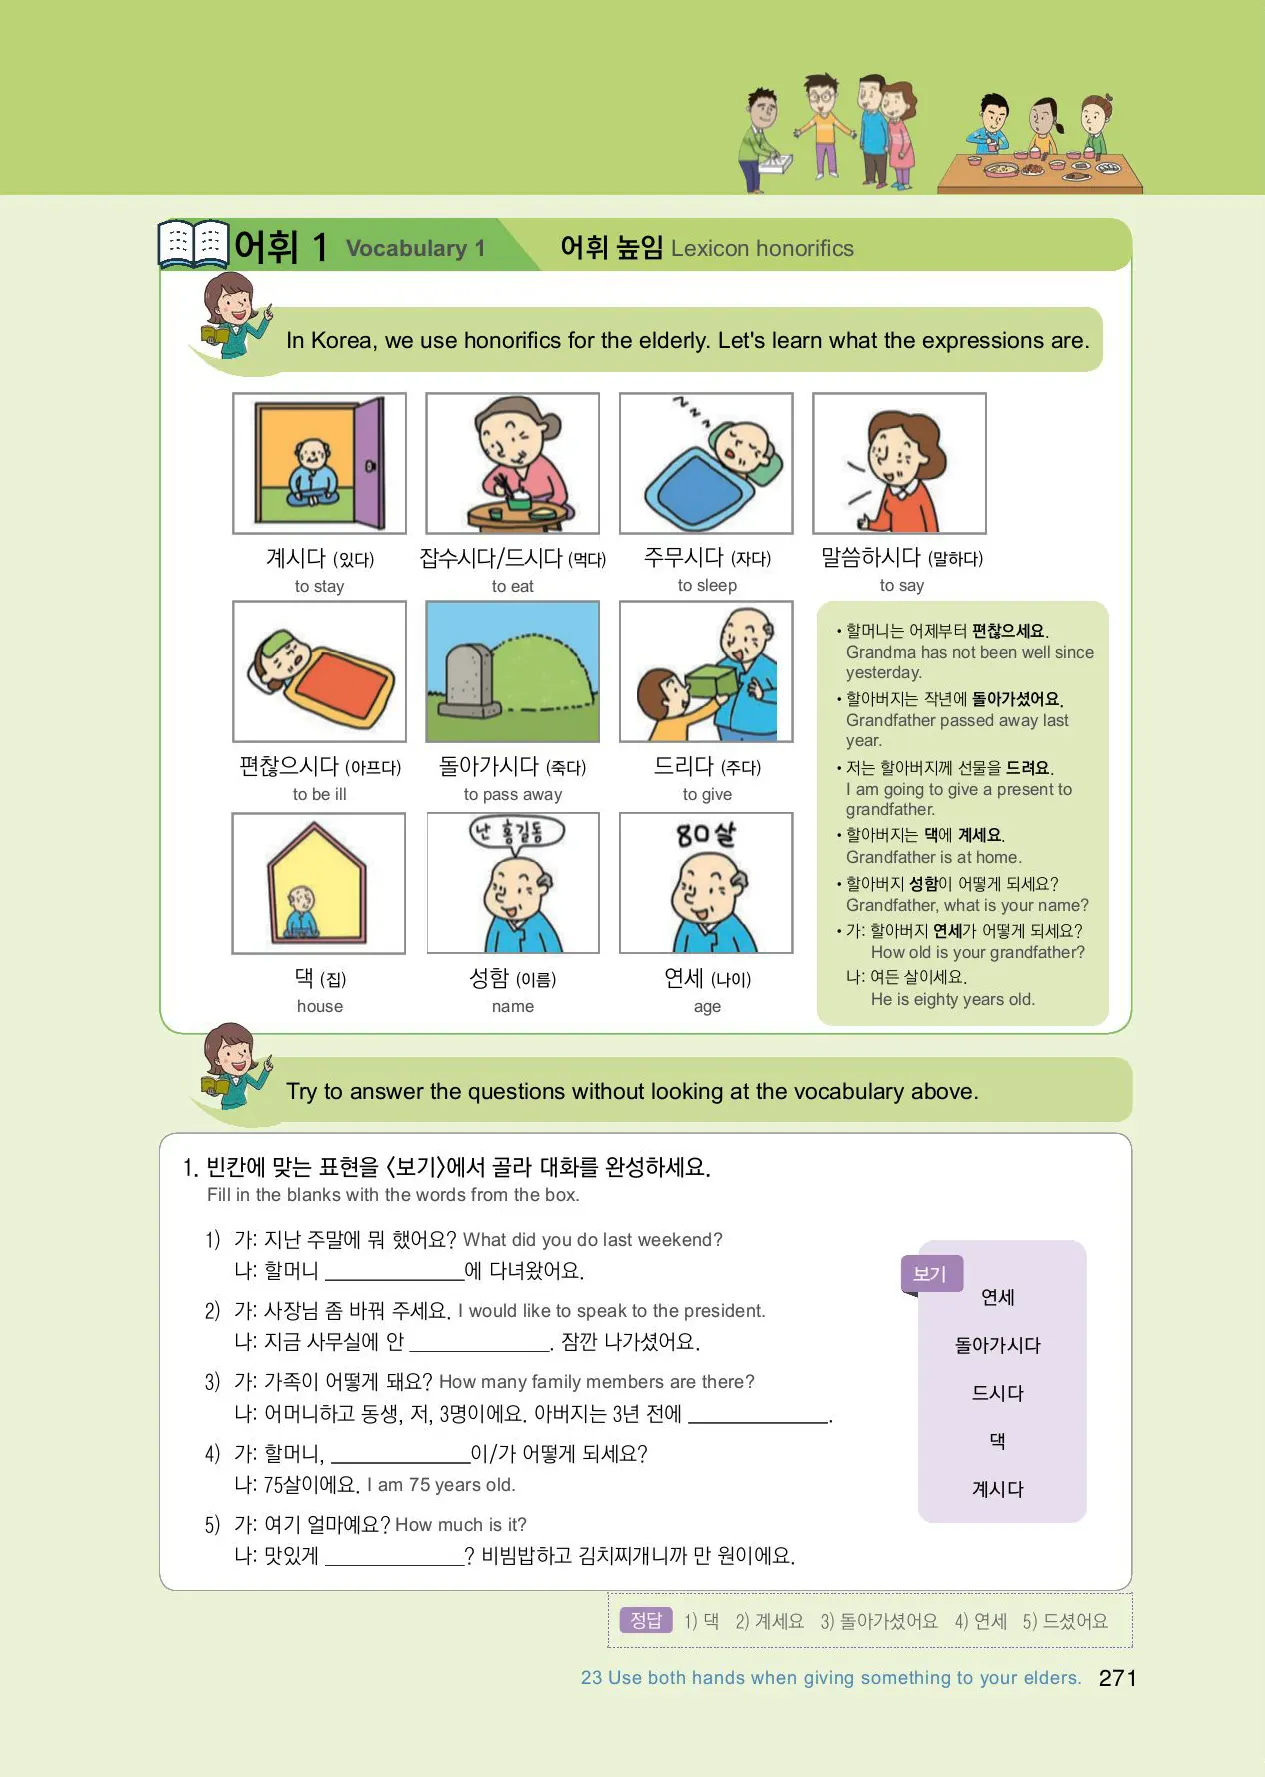 어휘 1 Vocabulary 1 어휘 높임 Lexicon honorifics
In Korea, we use honorifics for the elderly. Let's learn what the expressions are.
계시다 (있다) 잡수시다/드시다 (먹다) 주무시다 (자다) 말씀하시다 (말하다)
to stay to eat to sleep to say
편찮으시다 (아프다) 돌아가시다 (죽다) 드리다 (주다)
to be ill to pass away to give
난 홍길동 80살
댁 (집) 성함 (이름) 연세 (나이)
house name age
• 할머니는 어제부터 편찮으세요.
Grandma has not been well since
yesterday.
• 할아버지는 작년에 돌아가셨어요.
Grandfather passed away last
year.
• 저는 할아버지께 선물을 드려요.
I am going to give a present to
grandfather.
• 할아버지는 댁에 계세요.
Grandfather is at home.
• 할아버지 성함이 어떻게 되세요?
Grandfather, what is your name?
• 가: 할아버지 연세가 어떻게 되세요?
How old is your grandfather?
나: 여든 살이세요.
He is eighty years old.
Try to answer the questions without looking at the vocabulary above.
1. 빈칸에 맞는 표현을 〈보기〉에서 골라 대화를 완성하세요.
Fill in the blanks with the words from the box.
1) 가: 지난 주말에 뭐 했어요? What did you do last weekend?
나: 할머니 ______________에 다녀왔어요.
2) 가: 사장님 좀 바꿔 주세요. I would like to speak to the president.
나: 지금 사무실에 안 ______________. 잠깐 나가셨어요.
3) 가: 가족이 어떻게 돼요? How many family members are there?
나: 어머니하고 동생, 저, 3명이에요. 아버지는 3년 전에 ______________.
4) 가: 할머니, ______________이/가 어떻게 되세요?
나: 75살이에요. I am 75 years old.
5) 가: 여기 얼마예요? How much is it?
나: 맛있게 ______________? 비빔밥하고 김치찌개니까 만 원이에요.
보기
연세
돌아가시다
드시다
댁
계시다
정답 1) 댁 2) 계세요 3) 돌아가셨어요 4) 연세 5) 드셨어요
23 Use both hands when giving something to your elders. 271